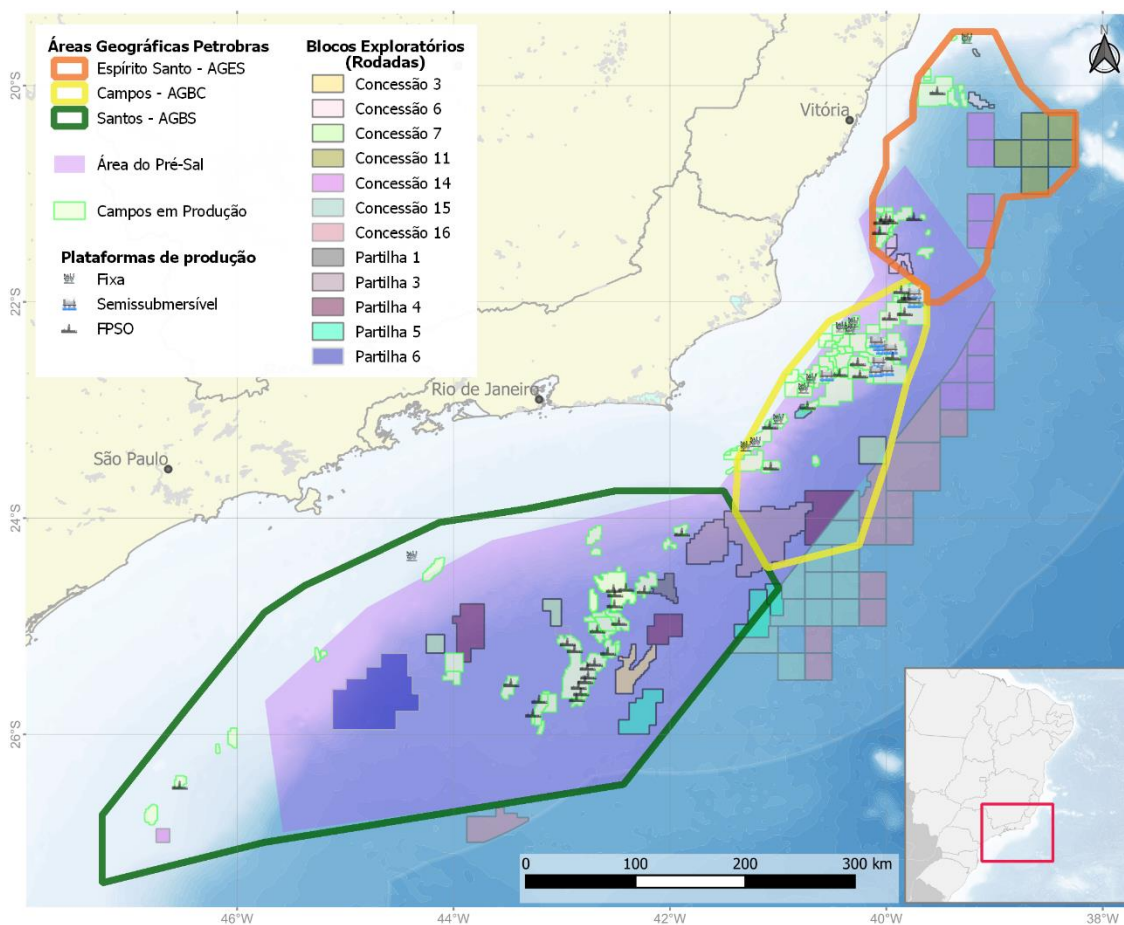 Áreas Geográficas Petrobras
Espírito Santo - AGES
Campos - AGBC
Santos - AGBS
Área do Pré-Sal
Campos em Produção
Plataformas de produção
Fixa
Semissubmersível
FPSO
Blocos Exploratórios
(Rodadas)
Concessão 3
Concessão 6
Concessão 7
Concessão 11
Concessão 14
Concessão 15
Concessão 16
Partilha 1
Partilha 3
Partilha 4
Partilha 5
Partilha 6
N
20°S
22°S
24°S
26°S
Vitória
Rio de Janeiro
São Paulo
0 100 200 300 km
46°W 44°W 42°W 40°W 38°W